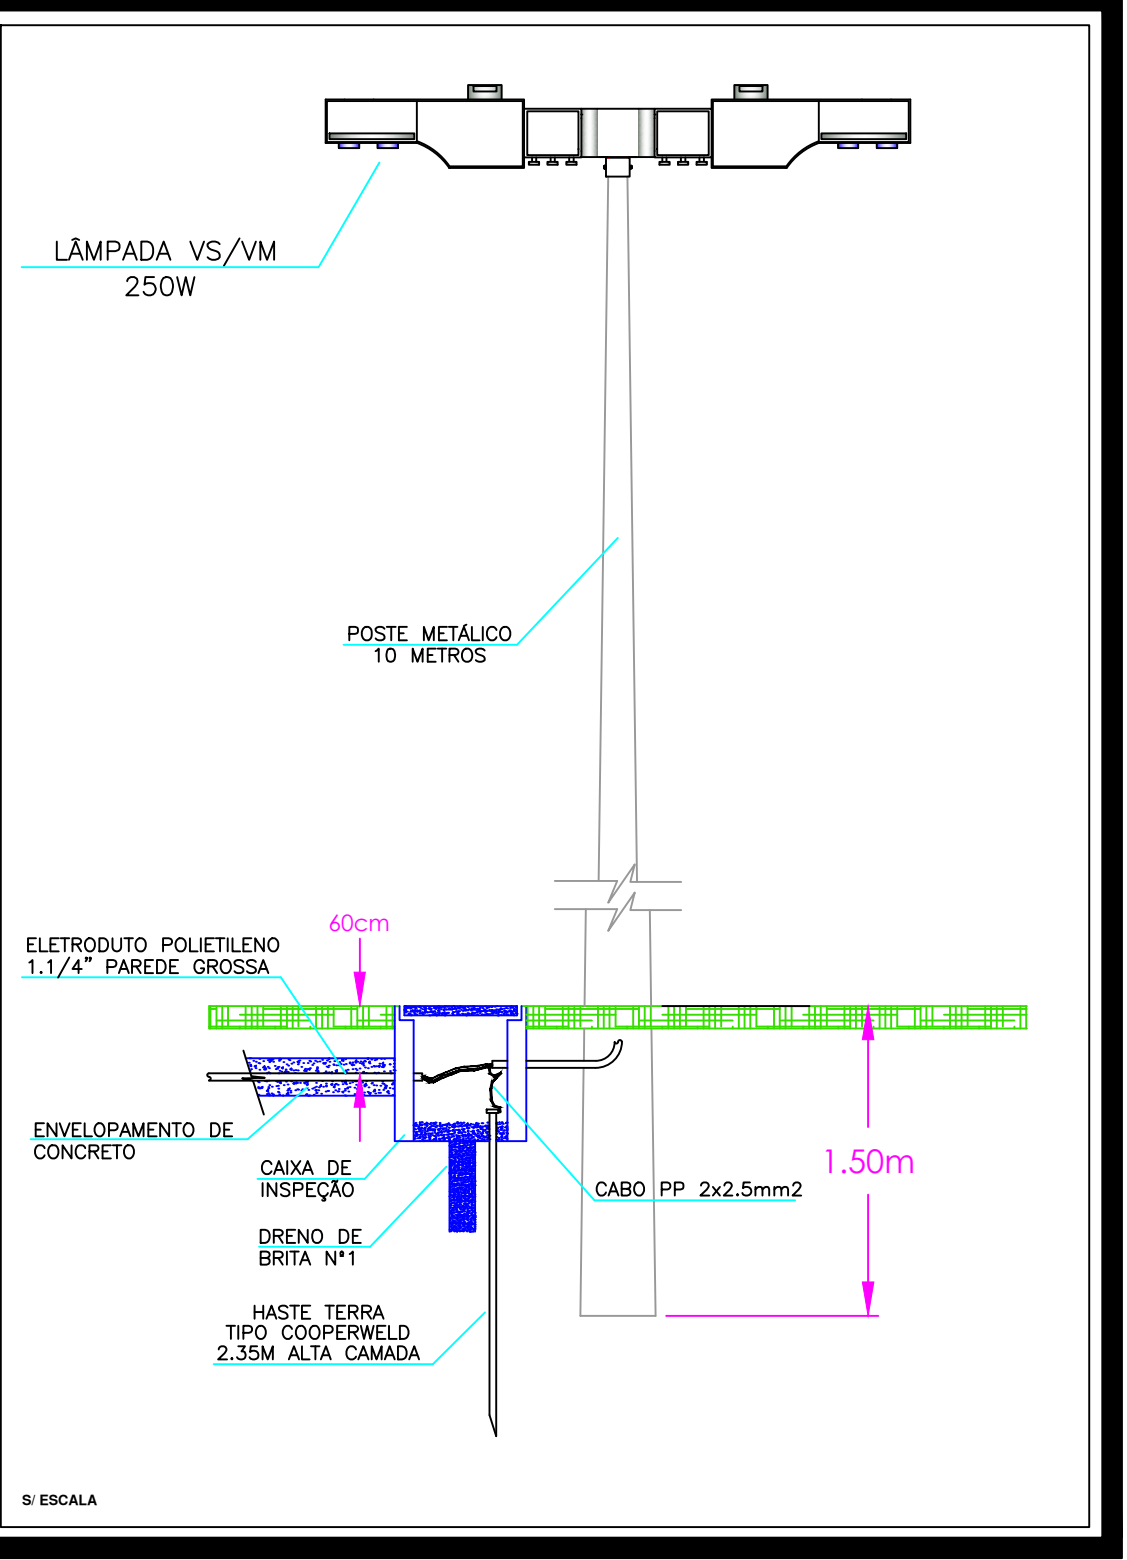 LÂMPADA VS/VM
250W
POSTE METÁLICO
10 METROS
60cm
ELETRODUTO POLIETILENO
1.1/4" PAREDE GROSSA
ENVELOPAMENTO DE
CONCRETO
CAIXA DE
INSPEÇÃO
1.50m
CABO PP 2x2.5mm2
DRENO DE
BRITA Nº1
HASTE TERRA
TIPO COOPERWELD
2.35M ALTA CAMADA
S/ ESCALA